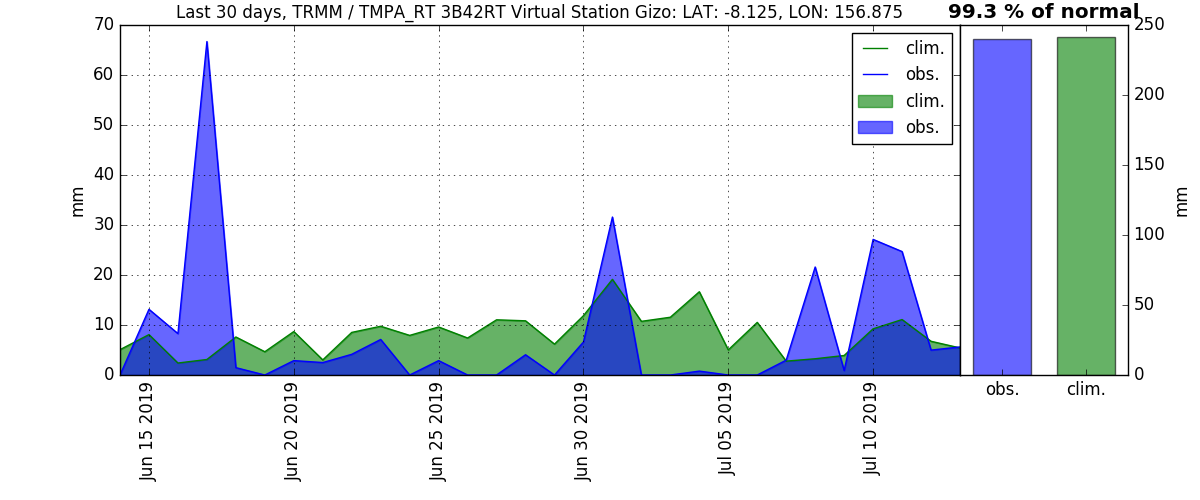 Last 30 days, TRMM / TMPA_RT 3B42RT Virtual Station Gizo: LAT: -8.125, LON: 156.875
99.3 % of normal
70
60
50
40
30
20
10
0
mm
clim.
obs.
clim.
obs.
250
200
150
100
50
0
mm
Jun 15 2019
Jun 20 2019
Jun 25 2019
Jun 30 2019
Jul 05 2019
Jul 10 2019
obs.
clim.